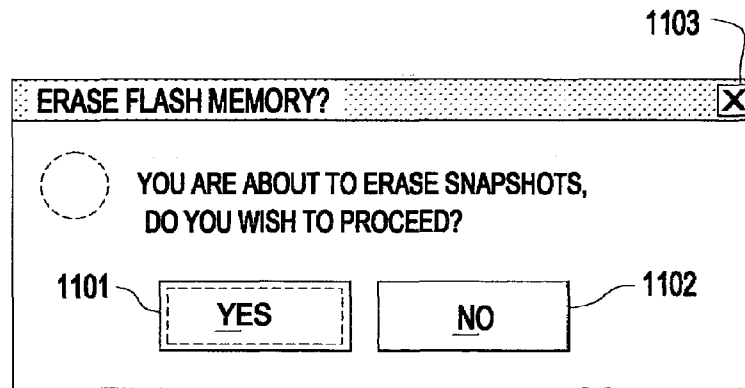 1103
ERASE FLASH MEMORY? X
YOU ARE ABOUT TO ERASE SNAPSHOTS,
DO YOU WISH TO PROCEED?
1101 YES NO 1102